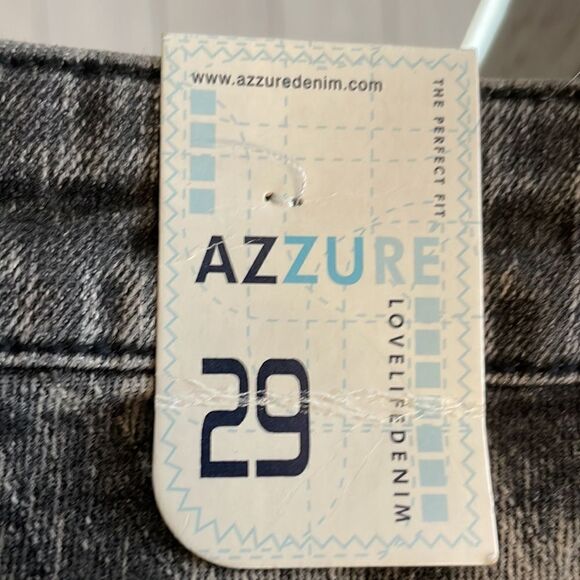 www.azzuredenim.com
THE PERFECT FIT
AZZURE
LOVELIFEDENIM
29